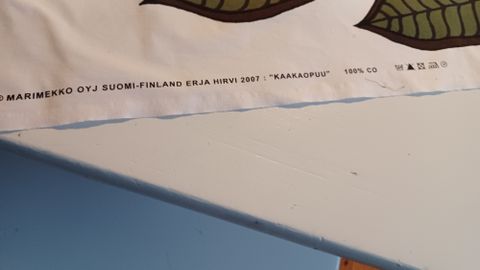 © MARIMEKKO OYJ SUOMI-FINLAND ERJA HIRVI 2007 : "KAAKAOPUU" 100% CO